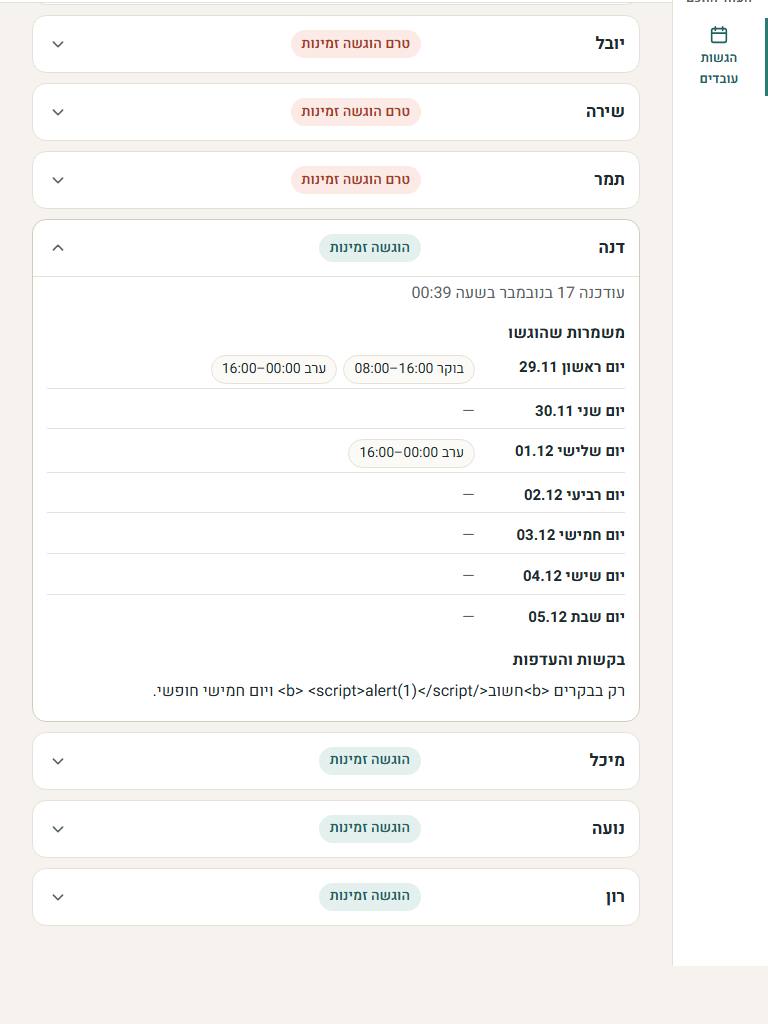 הגשות
עובדים
יובל טרם הוגשה זמינות
שירה טרם הוגשה זמינות
תמר טרם הוגשה זמינות
דנה הוגשה זמינות
עודכנה 17 בנובמבר בשעה 00:39
משמרות שהוגשו
יום ראשון 29.11 בוקר 08:00–16:00 ערב 16:00–00:00
יום שני 30.11 —
יום שלישי 01.12 ערב 16:00–00:00
יום רביעי 02.12 —
יום חמישי 03.12 —
יום שישי 04.12 —
יום שבת 05.12 —
בקשות והעדפות
רק בבקרים <b>חשוב</b> <script>alert(1)</script> ויום חמישי חופשי.
מיכל הוגשה זמינות
נועה הוגשה זמינות
רון הוגשה זמינות